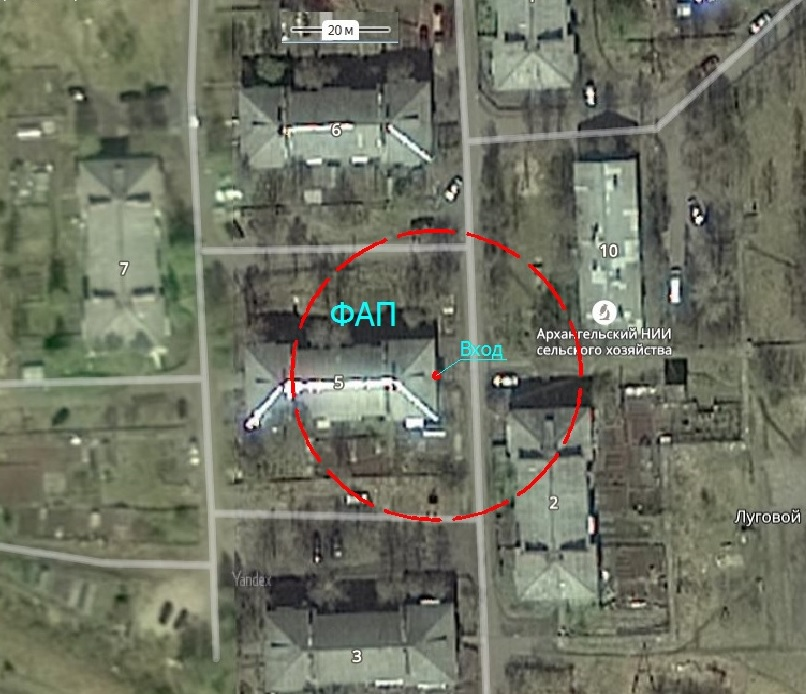 20 м
6
7
10
ФАП
Архангельский НИИ
сельского хозяйства
Вход
5
2
Луговой
Yandex
3